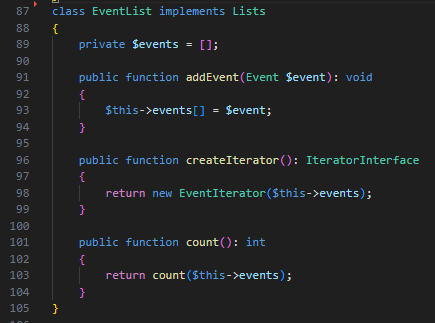 87 class EventList implements Lists
88 {
89     private $events = [];
90
91     public function addEvent(Event $event): void
92     {
93         $this->events[] = $event;
94     }
95
96     public function createIterator(): IteratorInterface
97     {
98         return new EventIterator($this->events);
99     }
100
101     public function count(): int
102     {
103         return count($this->events);
104     }
105 }